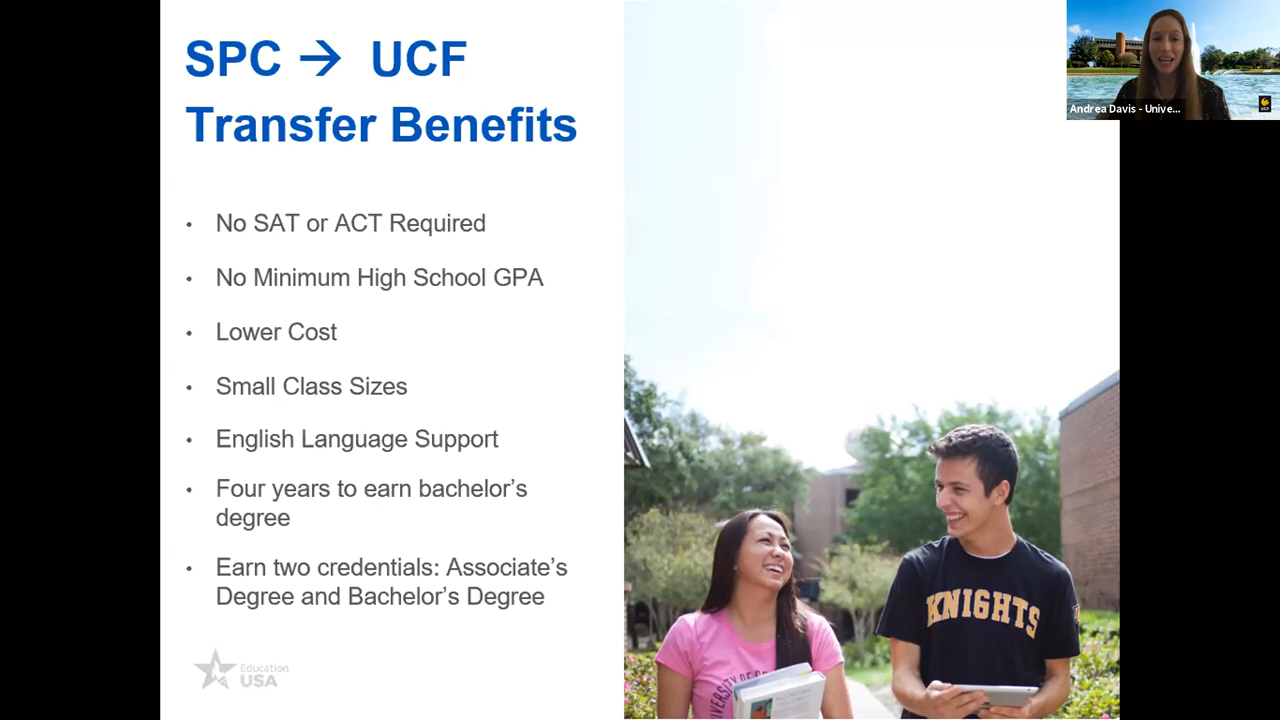 SPC → UCF
Transfer Benefits
• No SAT or ACT Required
• No Minimum High School GPA
• Lower Cost
• Small Class Sizes
• English Language Support
• Four years to earn bachelor’s
degree
• Earn two credentials: Associate’s
Degree and Bachelor’s Degree
Education
USA
Andrea Davis - Unive...
UCF
KNIGHTS